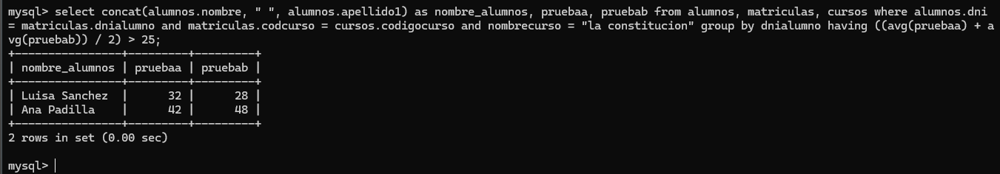 mysql> select concat(alumnos.nombre, " ", alumnos.apellido1) as nombre_alumnos, pruebaa, pruebab from alumnos, matriculas, cursos where alumnos.dni
= matriculas.dnialumno and matriculas.codcurso = cursos.codigocurso and nombrecurso = "la constitucion" group by dnialumno having ((avg(pruebaa) + a
vg(pruebab)) / 2) > 25;
+----------------+---------+---------+
| nombre_alumnos | pruebaa | pruebab |
+----------------+---------+---------+
| Luisa Sanchez  |      32 |      28 |
| Ana Padilla    |      42 |      48 |
+----------------+---------+---------+
2 rows in set (0.00 sec)

mysql>